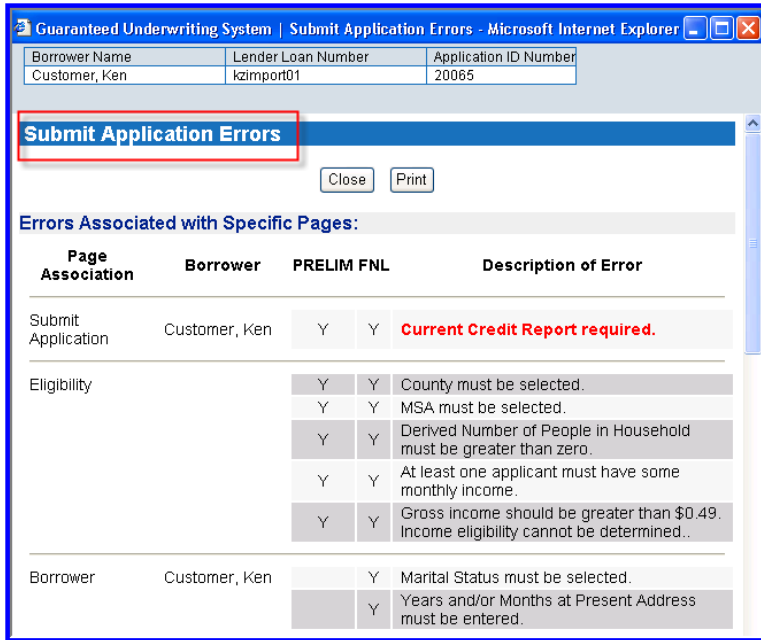 Guaranteed Underwriting System | Submit Application Errors - Microsoft Internet Explorer
Borrower Name Lender Loan Number Application ID Number
Customer, Ken kzimport01 20065
Submit Application Errors
Close Print
Errors Associated with Specific Pages:
Page Association Borrower PRELIM FNL Description of Error
Submit Application Customer, Ken Y Y Current Credit Report required.
Eligibility Y Y County must be selected.
Y Y MSA must be selected.
Y Y Derived Number of People in Household
must be greater than zero.
Y Y At least one applicant must have some
monthly income.
Y Y Gross income should be greater than $0.49.
Income eligibility cannot be determined..
Borrower Customer, Ken Y Marital Status must be selected.
Y Years and/or Months at Present Address
must be entered.